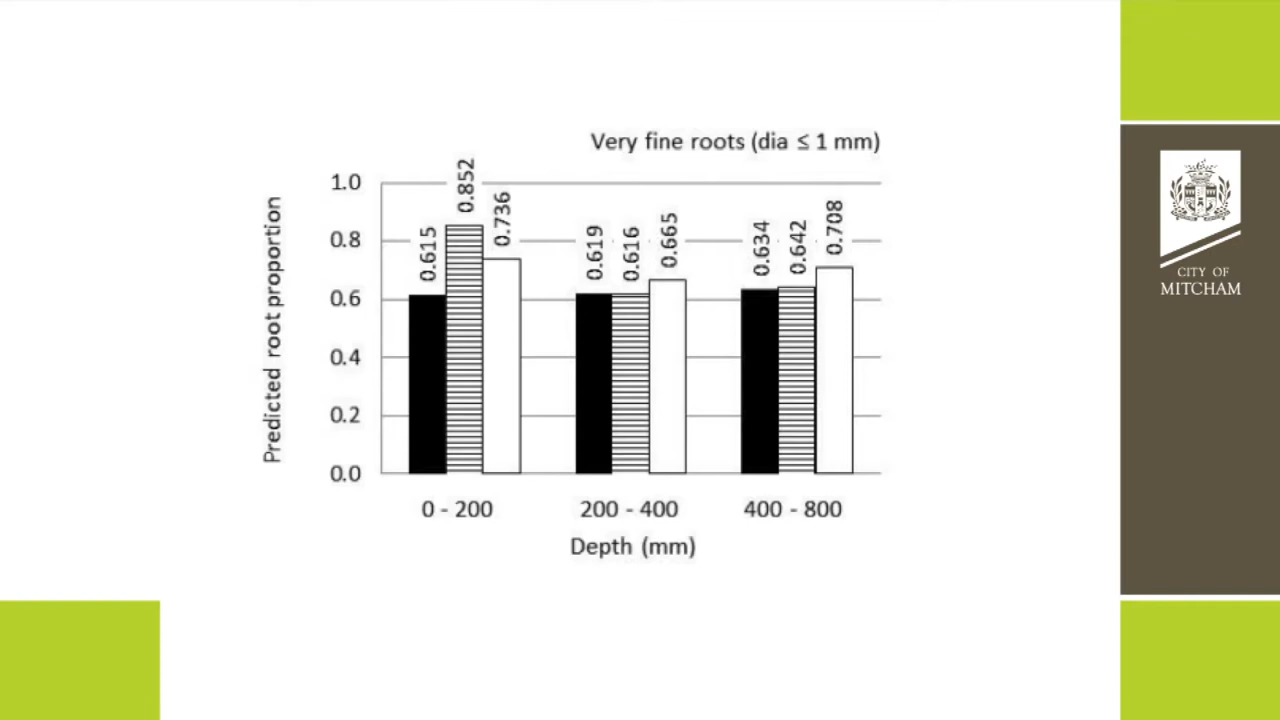 Very fine roots (dia ≤ 1 mm)
Predicted root proportion
1.0
0.8
0.6
0.4
0.2
0.0
0.615
0.852
0.736
0.619
0.616
0.665
0.634
0.642
0.708
0 - 200
200 - 400
400 - 800
Depth (mm)
CITY OF
MITCHAM